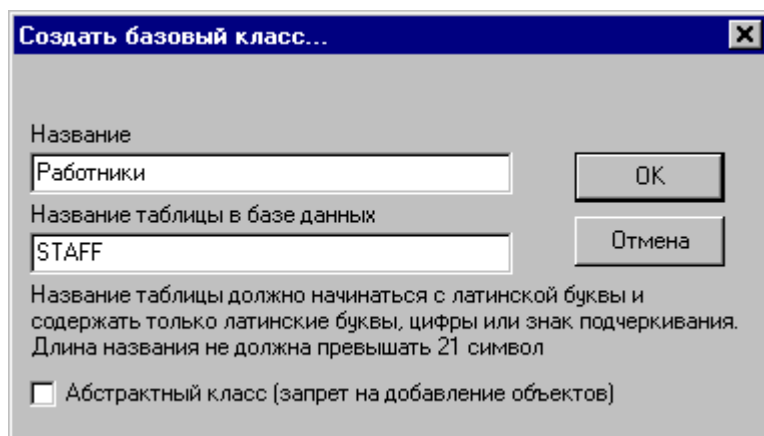 Создать базовый класс...
Название
Работники
OK
Название таблицы в базе данных
STAFF
Отмена
Название таблицы должно начинаться с латинской буквы и
содержать только латинские буквы, цифры или знак подчеркивания.
Длина названия не должна превышать 21 символ
Абстрактный класс (запрет на добавление объектов)